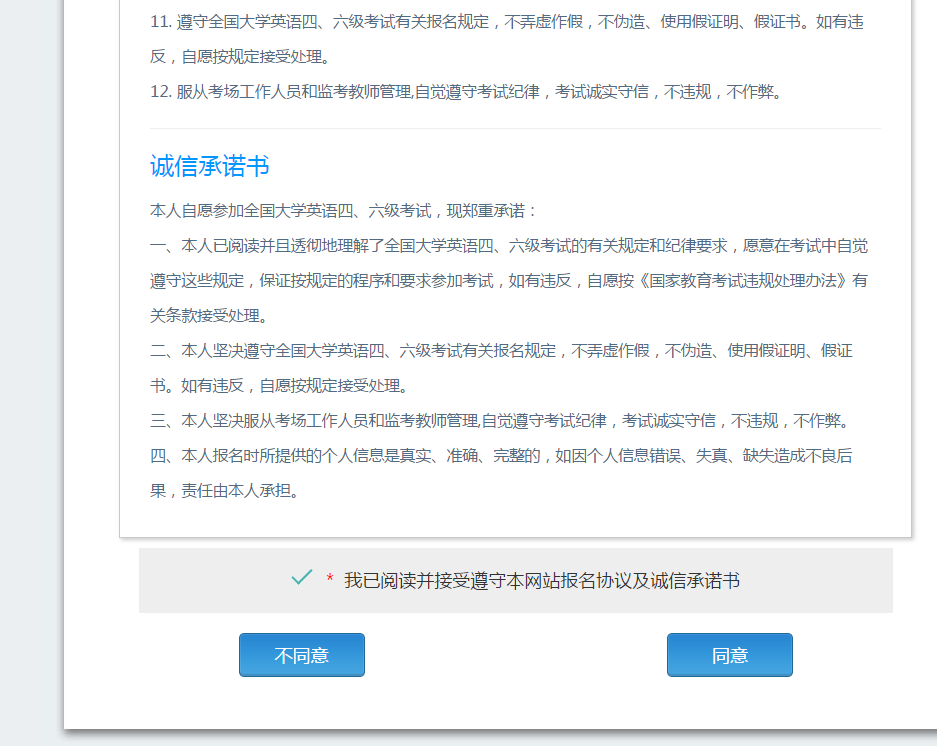 11. 遵守全国大学英语四、六级考试有关报名规定，不弄虚作假，不伪造、使用假证明、假证书。如有违
反，自愿按规定接受处理。
12. 服从考场工作人员和监考教师管理,自觉遵守考试纪律，考试诚实守信，不违规，不作弊。
诚信承诺书
本人自愿参加全国大学英语四、六级考试，现郑重承诺：
一、本人已阅读并且透彻地理解了全国大学英语四、六级考试的有关规定和纪律要求，愿意在考试中自觉
遵守这些规定，保证按规定的程序和要求参加考试，如有违反，自愿按《国家教育考试违规处理办法》有
关条款接受处理。
二、本人坚决遵守全国大学英语四、六级考试有关报名规定，不弄虚作假，不伪造、使用假证明、假证
书。如有违反，自愿按规定接受处理。
三、本人坚决服从考场工作人员和监考教师管理,自觉遵守考试纪律，考试诚实守信，不违规，不作弊。
四、本人报名时所提供的个人信息是真实、准确、完整的，如因个人信息错误、失真、缺失造成不良后
果，责任由本人承担。
* 我已阅读并接受遵守本网站报名协议及诚信承诺书
不同意
同意